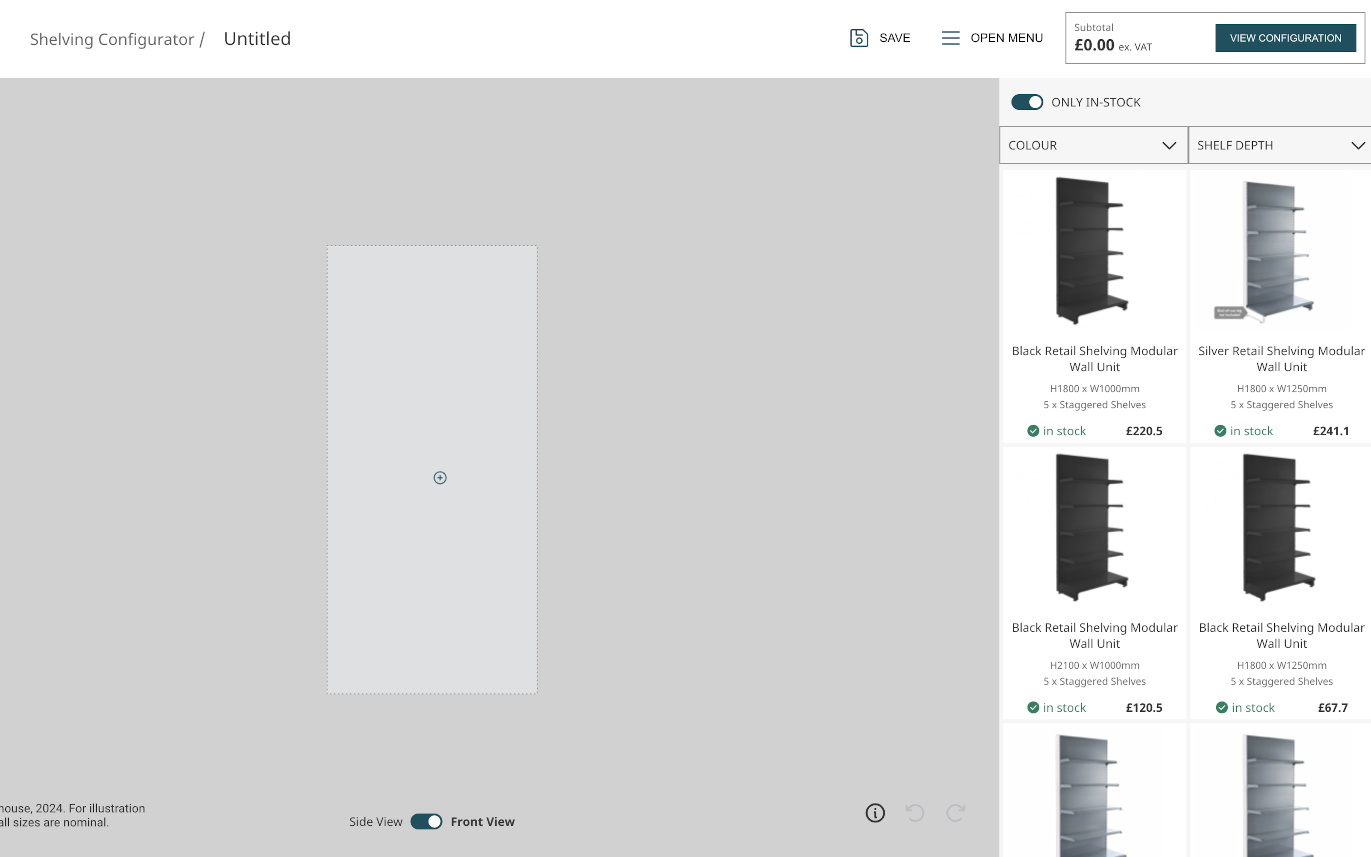 Shelving Configurator / Untitled
SAVE
OPEN MENU
Subtotal
£0.00 ex. VAT
VIEW CONFIGURATION
ONLY IN-STOCK
COLOUR
SHELF DEPTH
Black Retail Shelving Modular
Wall Unit
H1800 x W1000mm
5 x Staggered Shelves
in stock £220.5
Silver Retail Shelving Modular
Wall Unit
H1800 x W1250mm
5 x Staggered Shelves
in stock £241.1
Black Retail Shelving Modular
Wall Unit
H2100 x W1000mm
5 x Staggered Shelves
in stock £120.5
Black Retail Shelving Modular
Wall Unit
H1800 x W1250mm
5 x Staggered Shelves
in stock £67.7
house, 2024. For illustration
all sizes are nominal.
Side View Front View